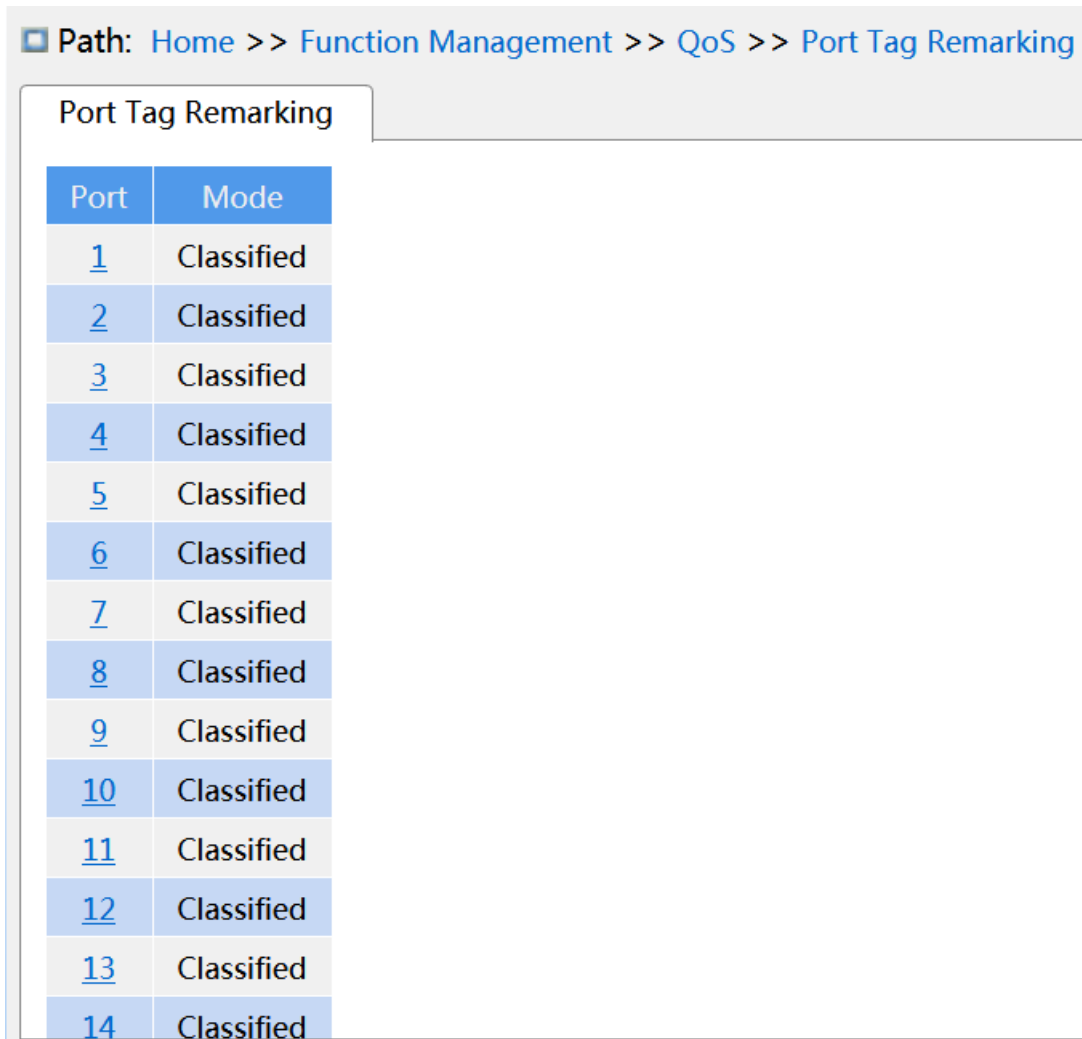 Path: Home >> Function Management >> QoS >> Port Tag Remarking
Port Tag Remarking
Port Mode
1 Classified
2 Classified
3 Classified
4 Classified
5 Classified
6 Classified
7 Classified
8 Classified
9 Classified
10 Classified
11 Classified
12 Classified
13 Classified
14 Classified